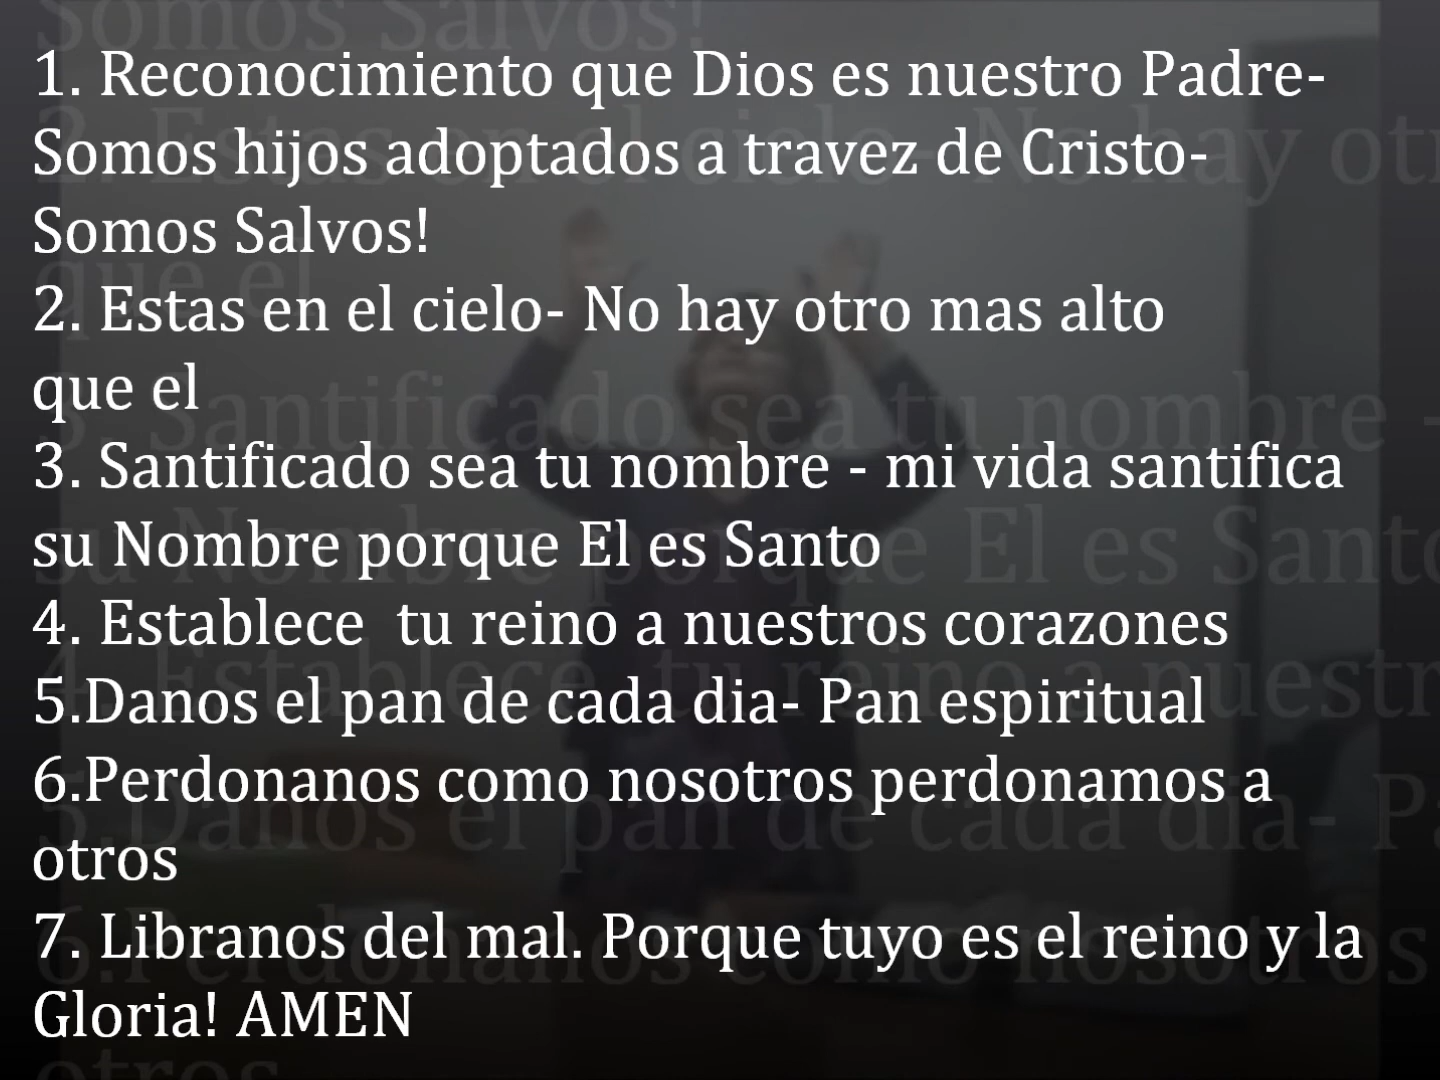 1. Reconocimiento que Dios es nuestro Padre-
Somos hijos adoptados a travez de Cristo-
Somos Salvos!
2. Estas en el cielo- No hay otro mas alto
que el
3. Santificado sea tu nombre - mi vida santifica
su Nombre porque El es Santo
4. Establece  tu reino a nuestros corazones
5.Danos el pan de cada dia- Pan espiritual
6.Perdonanos como nosotros perdonamos a
otros
7. Libranos del mal. Porque tuyo es el reino y la
Gloria! AMEN